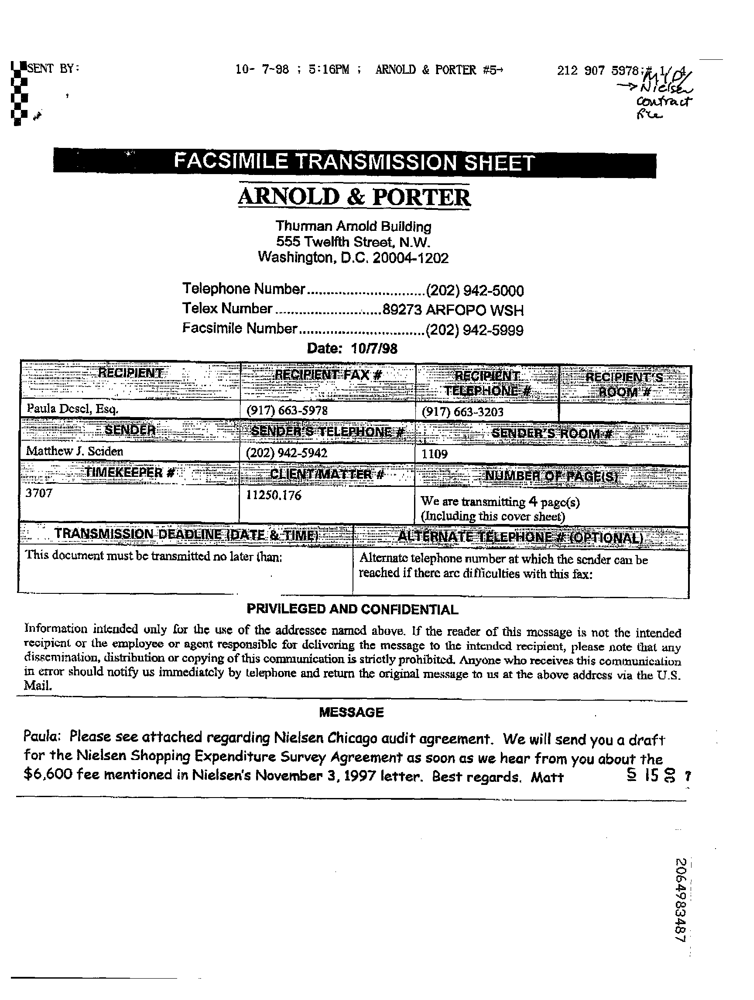 SENT BY: 10- 7-98 ; 5:16PM ; ARNOLD & PORTER #5→ 212 907 5978;# 1/ 4
→ Nielsen
contract
file
FACSIMILE TRANSMISSION SHEET
ARNOLD & PORTER
Thurman Arnold Building
555 Twelfth Street, N.W.
Washington, D.C. 20004-1202
Telephone Number..............................(202) 942-5000
Telex Number ...........................89273 ARFOPO WSH
Facsimile Number................................(202) 942-5999
Date: 10/7/98
RECIPIENT RECIPIENT FAX # RECIPIENT TELEPHONE # RECIPIENT'S ROOM #
Paula Desel, Esq. (917) 663-5978 (917) 663-3203
SENDER SENDER'S TELEPHONE # SENDER'S ROOM #
Matthew J. Sciden (202) 942-5942 1109
TIMEKEEPER # CLIENT/MATTER # NUMBER OF PAGE(S)
3707 11250.176 We are transmitting 4 page(s)
(Including this cover sheet)
TRANSMISSION DEADLINE (DATE & TIME) ALTERNATE TELEPHONE # (OPTIONAL)
This document must be transmitted no later than: Alternate telephone number at which the sender can be
reached if there are difficulties with this fax:
PRIVILEGED AND CONFIDENTIAL
Information intended only for the use of the addressee named above. If the reader of this message is not the intended
recipient or the employee or agent responsible for delivering the message to the intended recipient, please note that any
dissemination, distribution or copying of this communication is strictly prohibited. Anyone who receives this communication
in error should notify us immediately by telephone and return the original message to us at the above address via the U.S.
Mail.
MESSAGE
Paula: Please see attached regarding Nielsen Chicago audit agreement. We will send you a draft
for the Nielsen Shopping Expenditure Survey Agreement as soon as we hear from you about the
$6,600 fee mentioned in Nielsen's November 3, 1997 letter. Best regards. Matt
2064983487